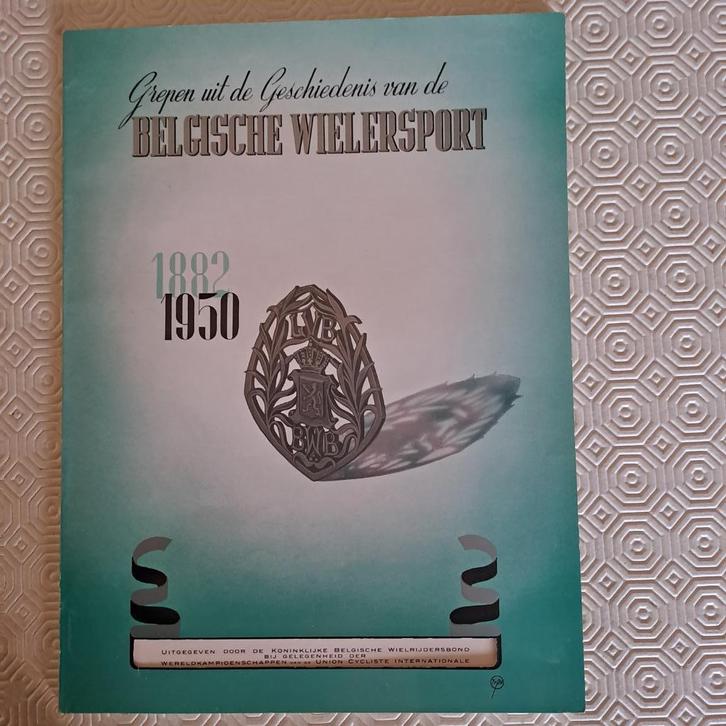 Grepen uit de Geschiedenis van de
BELGISCHE WIELERSPORT
1882
1950
LVB
BWB
UITGEGEVEN DOOR DE KONINKLIJKE BELGISCHE WIELRIJDERSBOND
BIJ GELEGENHEID DER
WERELDKAMPIOENSCHAPPEN VAN DE UNION CYCLISTE INTERNATIONALE